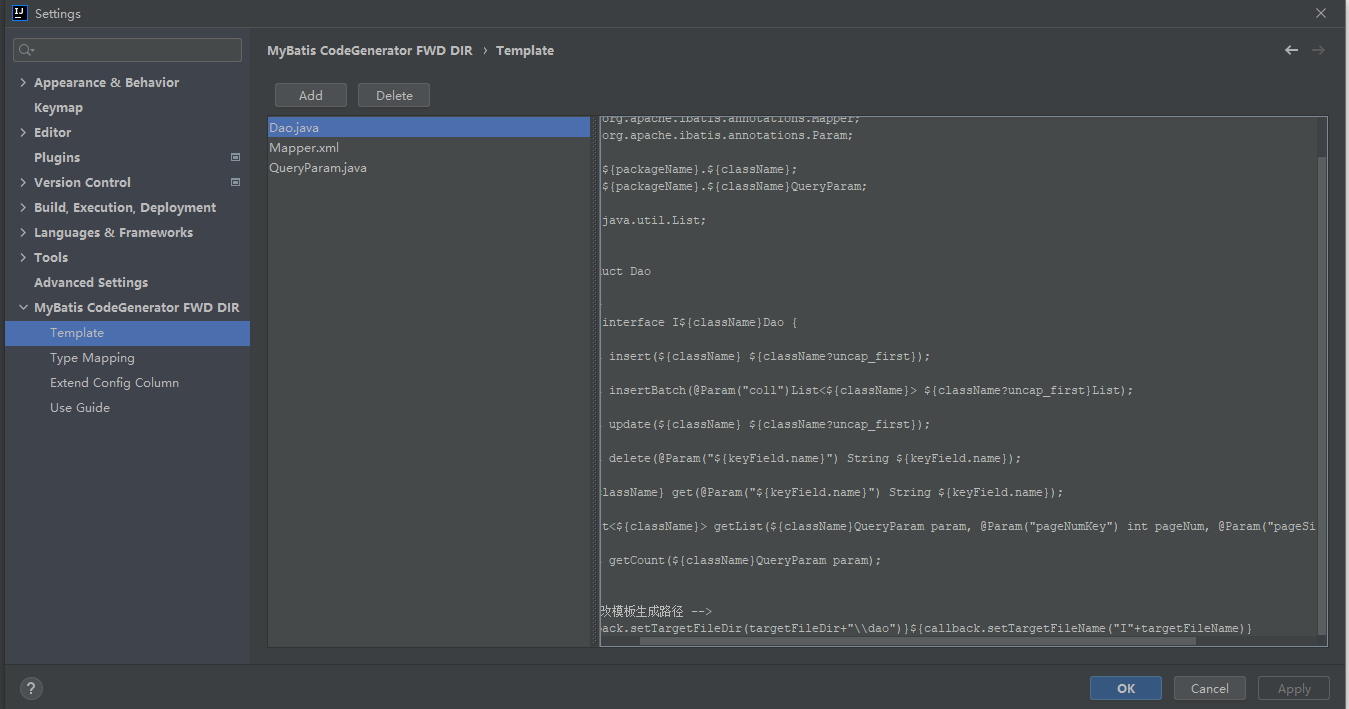 Settings
MyBatis CodeGenerator FWD DIR › Template
Appearance & Behavior
Keymap
Editor
Plugins
Version Control
Build, Execution, Deployment
Languages & Frameworks
Tools
Advanced Settings
MyBatis CodeGenerator FWD DIR
Template
Type Mapping
Extend Config Column
Use Guide
Add
Delete
Dao.java
Mapper.xml
QueryParam.java
org.apache.ibatis.annotations.Mapper;
org.apache.ibatis.annotations.Param;
${packageName}.${className};
${packageName}.${className}QueryParam;
java.util.List;
uct Dao
interface I${className}Dao {
insert(${className} ${className?uncap_first});
insertBatch(@Param("coll")List<${className}> ${className?uncap_first}List);
update(${className} ${className?uncap_first});
delete(@Param("${keyField.name}") String ${keyField.name});
lassName} get(@Param("${keyField.name}") String ${keyField.name});
t<${className}> getList(${className}QueryParam param, @Param("pageNumKey") int pageNum, @Param("pageSi
getCount(${className}QueryParam param);
改模板生成路径 -->
ack.setTargetFileDir(targetFileDir+"\\dao")}${callback.setTargetFileName("I"+targetFileName)}
?
OK
Cancel
Apply